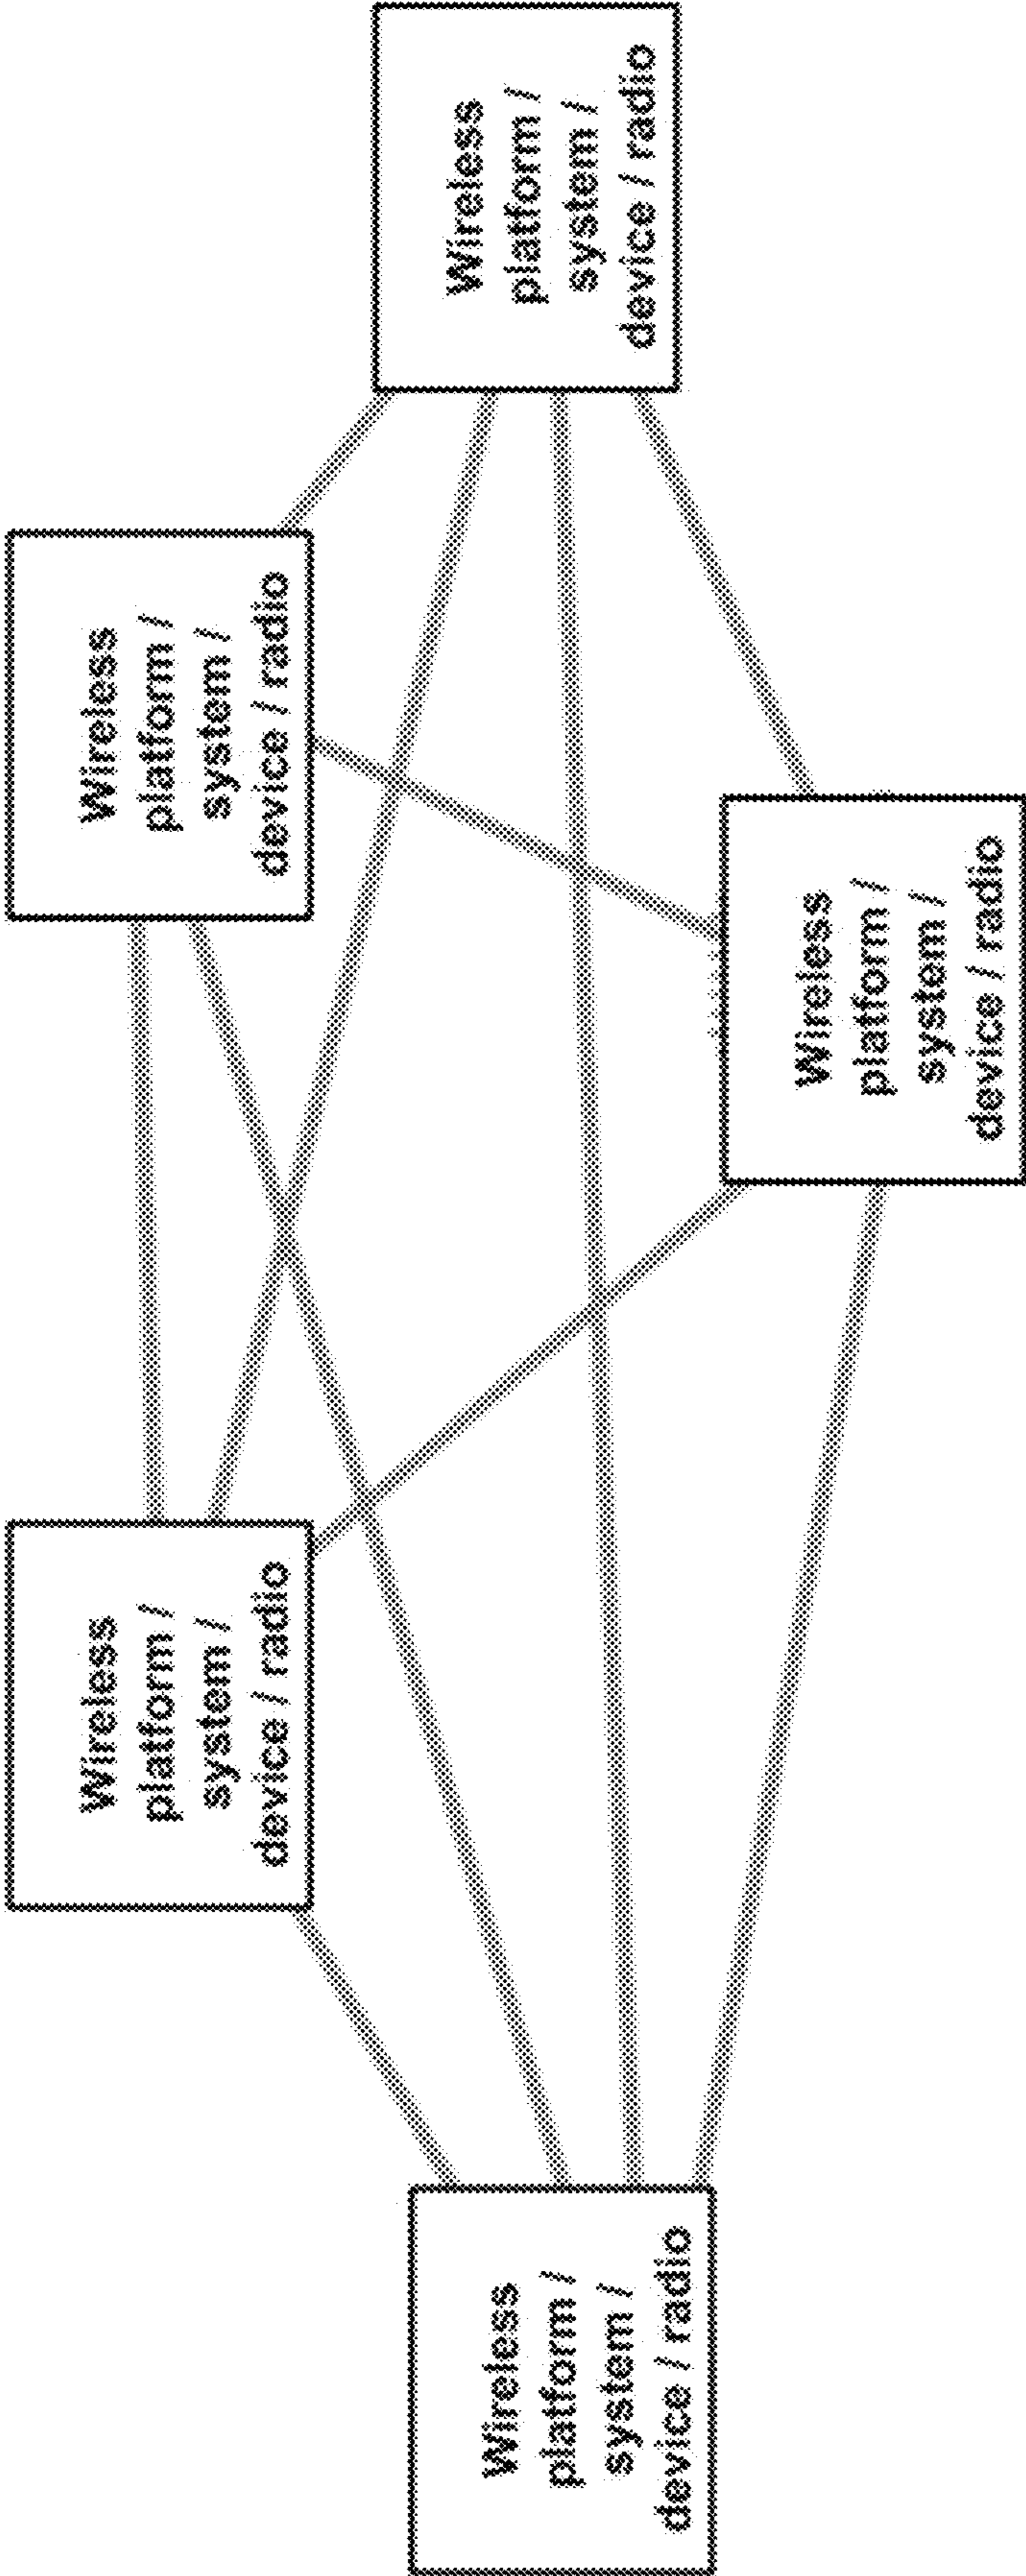 Wireless
platform /
system /
device / radio
Wireless
platform /
system /
device / radio
Wireless
platform /
system /
device / radio
Wireless
platform /
system /
device / radio
Wireless
platform /
system /
device / radio